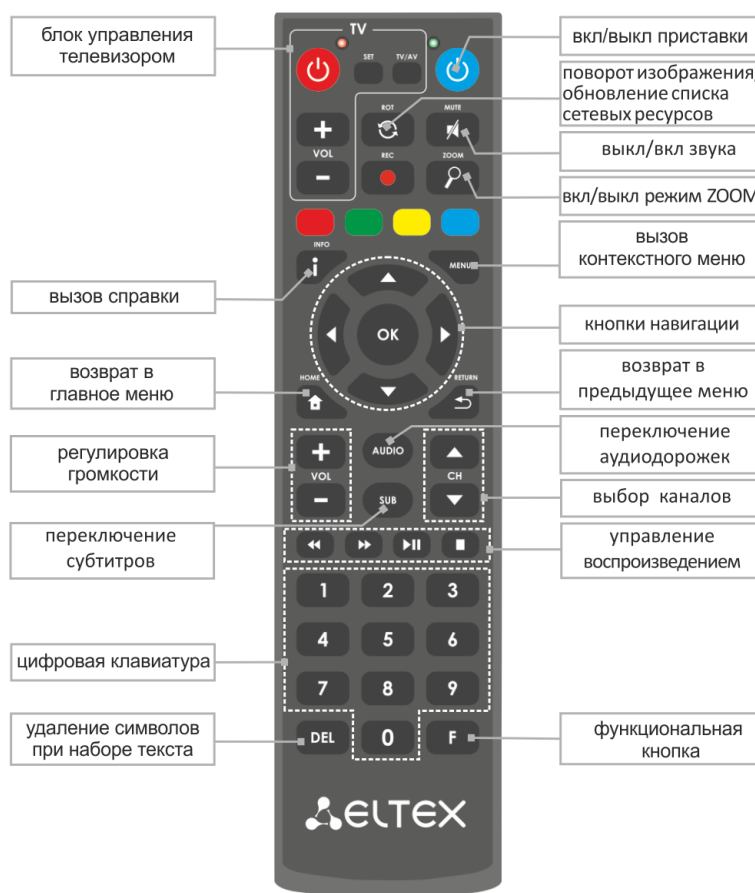 блок управления
телевизором
вызов справки
возврат в
главное меню
регулировка
громкости
переключение
субтитров
цифровая клавиатура
удаление символов
при наборе текста
TV
SET
TV/AV
ROT
MUTE
VOL
REC
ZOOM
INFO
i
MENU
OK
HOME
RETURN
AUDIO
VOL
CH
SUB
1 2 3
4 5 6
7 8 9
DEL 0 F
ELTEX
вкл/выкл приставки
поворот изображения/
обновление списка
сетевых ресурсов
выкл/вкл звука
вкл/выкл режим ZOOM
вызов
контекстного меню
кнопки навигации
возврат в
предыдущее меню
переключение
аудиодорожек
выбор каналов
управление
воспроизведением
функциональная
кнопка